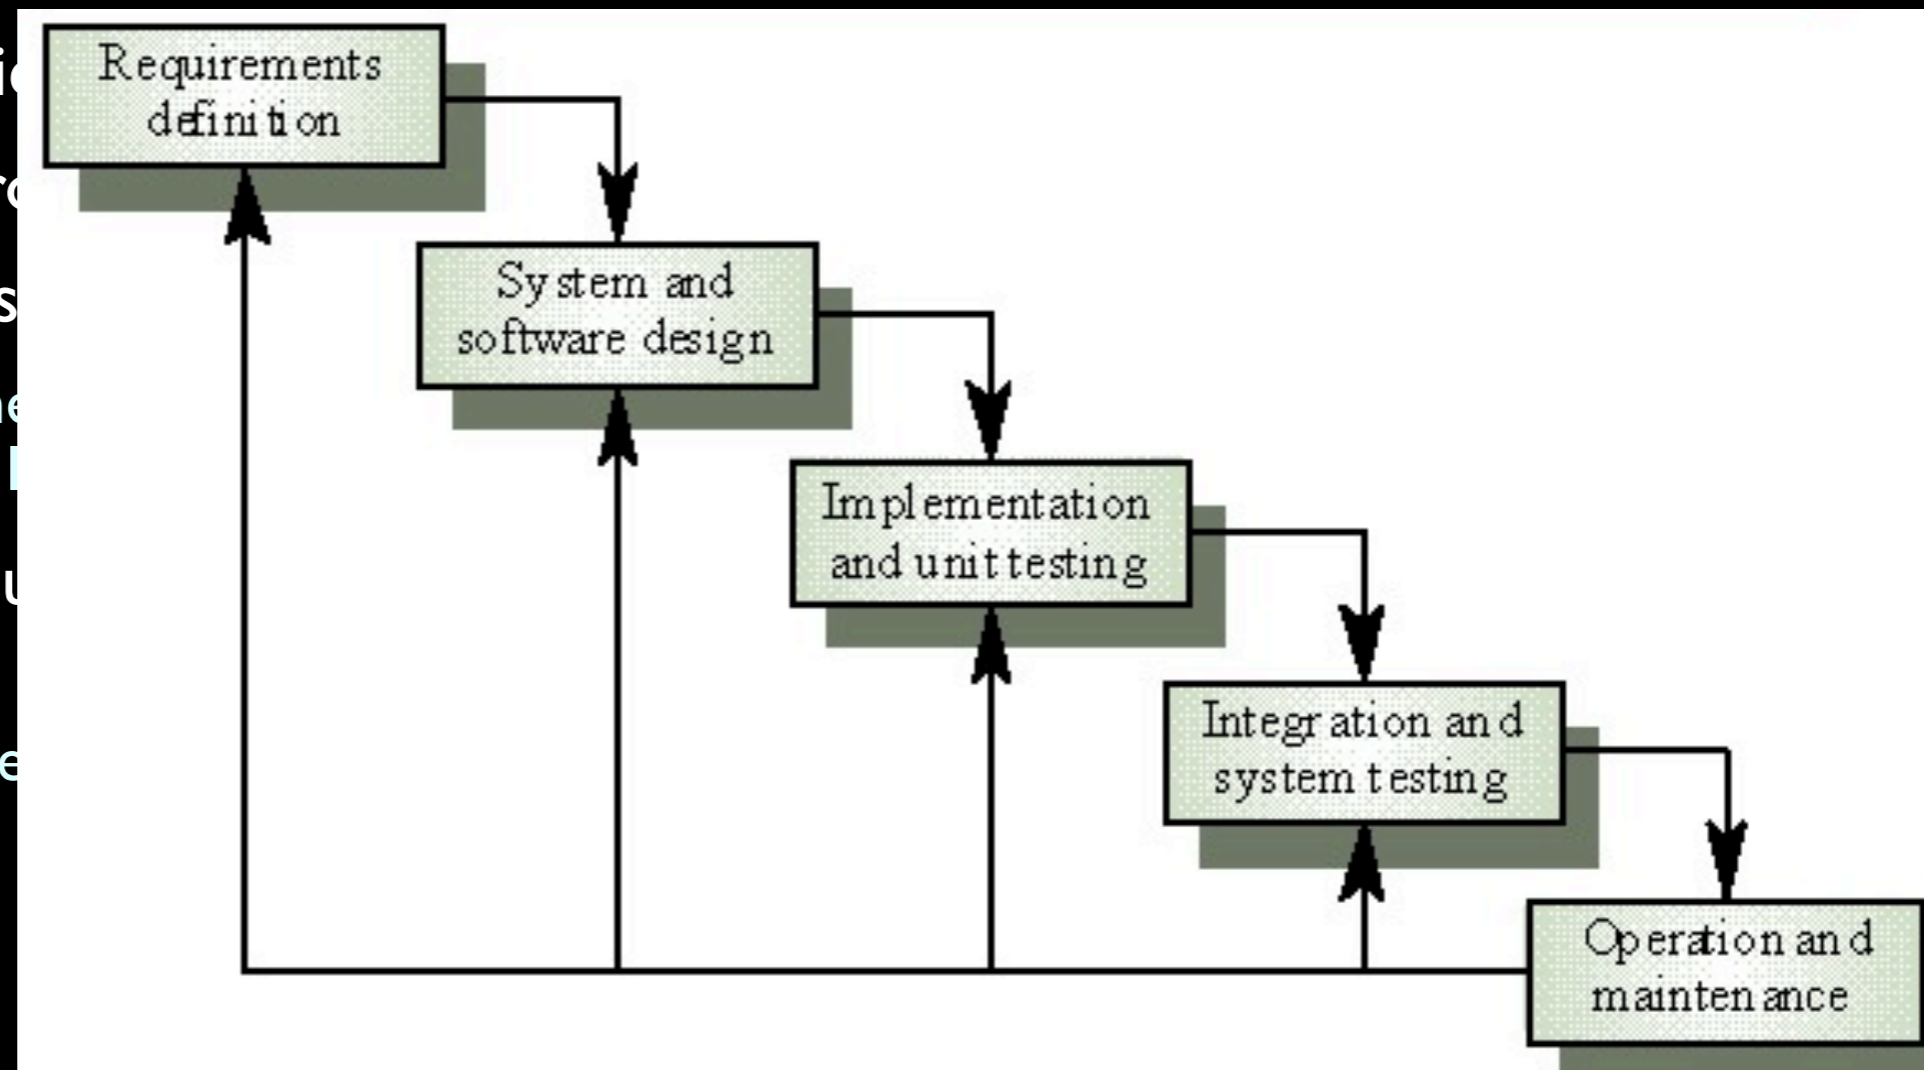 Requirements
definition
System and
software design
Implementation
and unit testing
Integration and
system testing
Operation and
maintenance